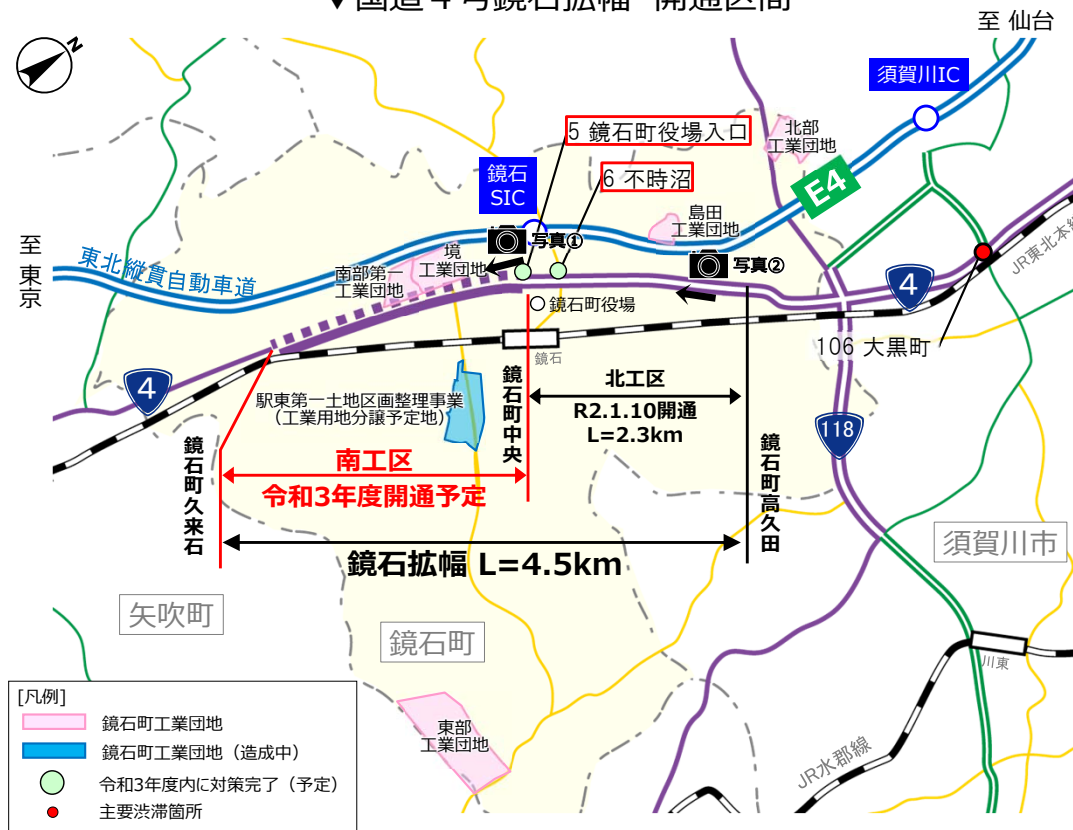 ▼国道４号鏡石拡幅 開通区間
至 仙台
N
須賀川IC
5 鏡石町役場入口
北部
工業団地
鏡石
SIC
6 不時沼
E4
島田
工業団地
至
東
京
写真①
境
工業団地
東北縦貫自動車道
南部第一
工業団地
写真②
JR東北本線
4
鏡石町役場
106 大黒町
鏡石
4
駅東第一土地区画整理事業
（工業用地分譲予定地）
鏡石町中央
北工区
R2.1.10開通
L=2.3km
118
鏡石町久来石
南工区
令和3年度開通予定
鏡石町高久田
鏡石拡幅 L=4.5km
須賀川市
矢吹町
鏡石町
川東
[凡例]
鏡石町工業団地
鏡石町工業団地（造成中）
令和3年度内に対策完了（予定）
主要渋滞箇所
東部
工業団地
JR水郡線